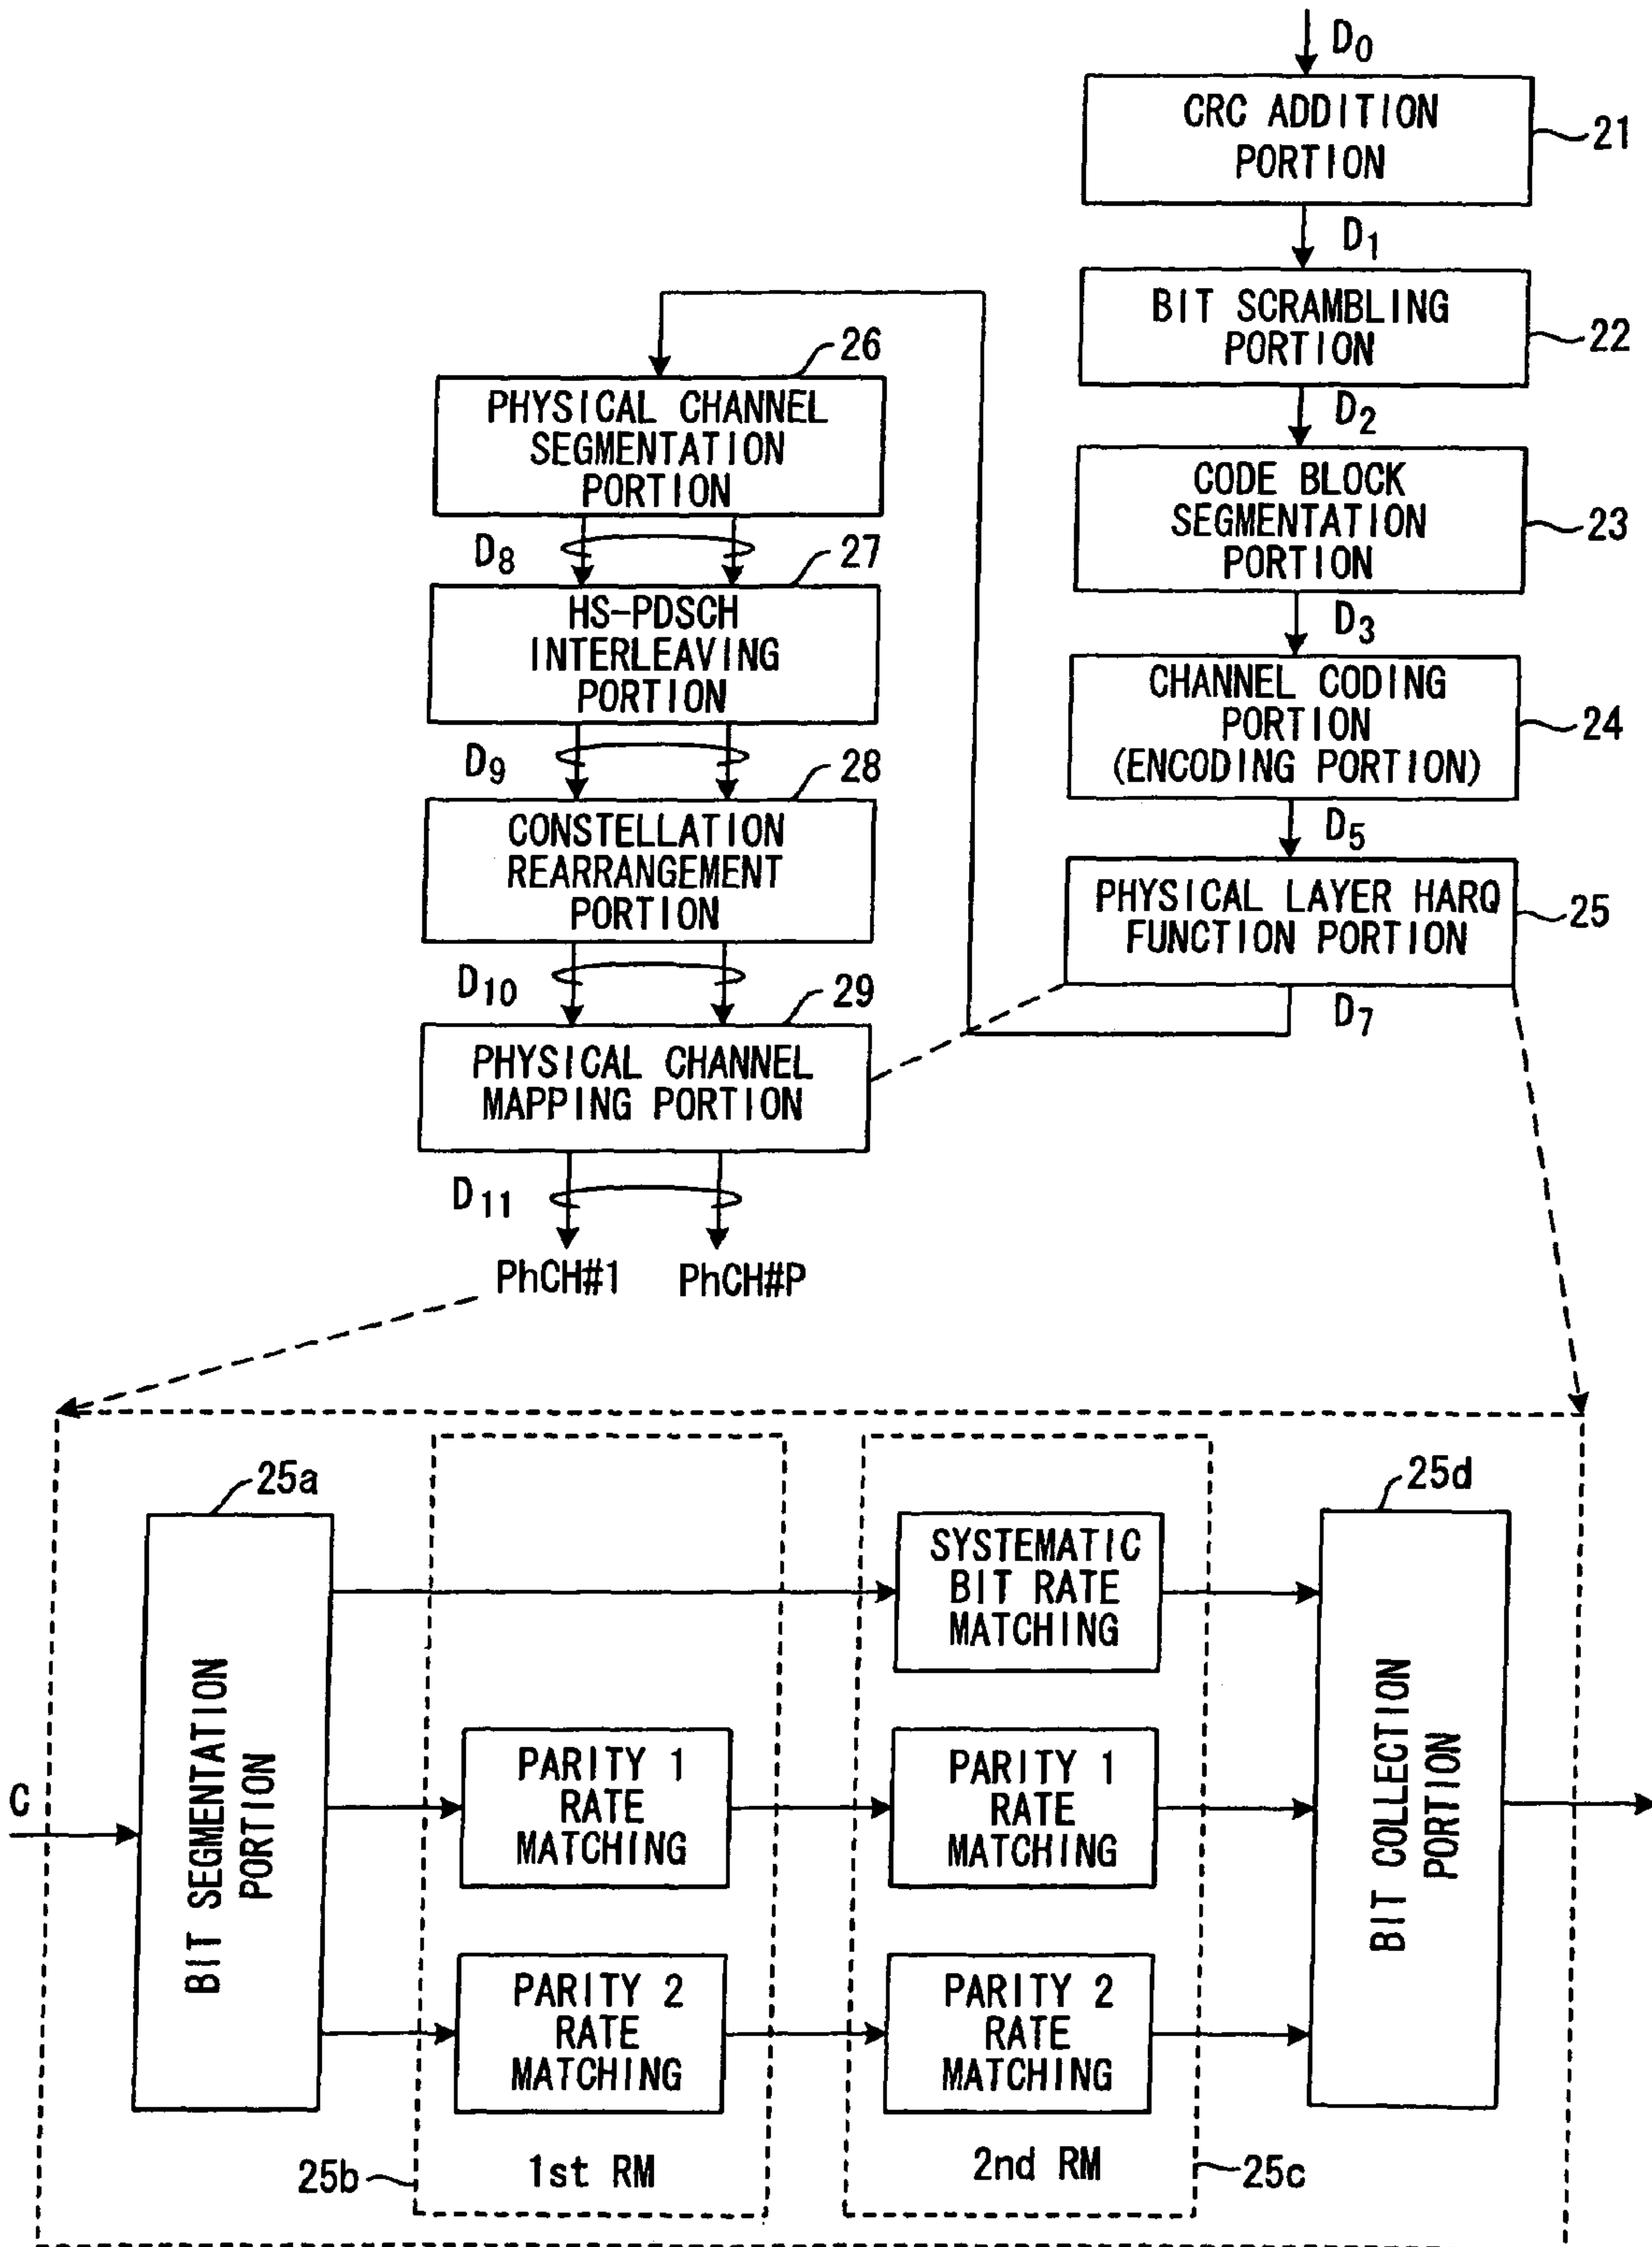 D0
CRC ADDITION
PORTION
21
D1
BIT SCRAMBLING
PORTION
22
D2
CODE BLOCK
SEGMENTATION
PORTION
23
D3
CHANNEL CODING
PORTION
(ENCODING PORTION)
24
D5
PHYSICAL LAYER HARQ
FUNCTION PORTION
25
D7
26
PHYSICAL CHANNEL
SEGMENTATION
PORTION
D8
27
HS-PDSCH
INTERLEAVING
PORTION
D9
28
CONSTELLATION
REARRANGEMENT
PORTION
D10
29
PHYSICAL CHANNEL
MAPPING PORTION
D11
PhCH#1 PhCH#P
C
25a
BIT SEGMENTATION
PORTION
PARITY 1
RATE
MATCHING
PARITY 2
RATE
MATCHING
25b
1st RM
SYSTEMATIC
BIT RATE
MATCHING
PARITY 1
RATE
MATCHING
PARITY 2
RATE
MATCHING
2nd RM
25c
25d
BIT COLLECTION
PORTION